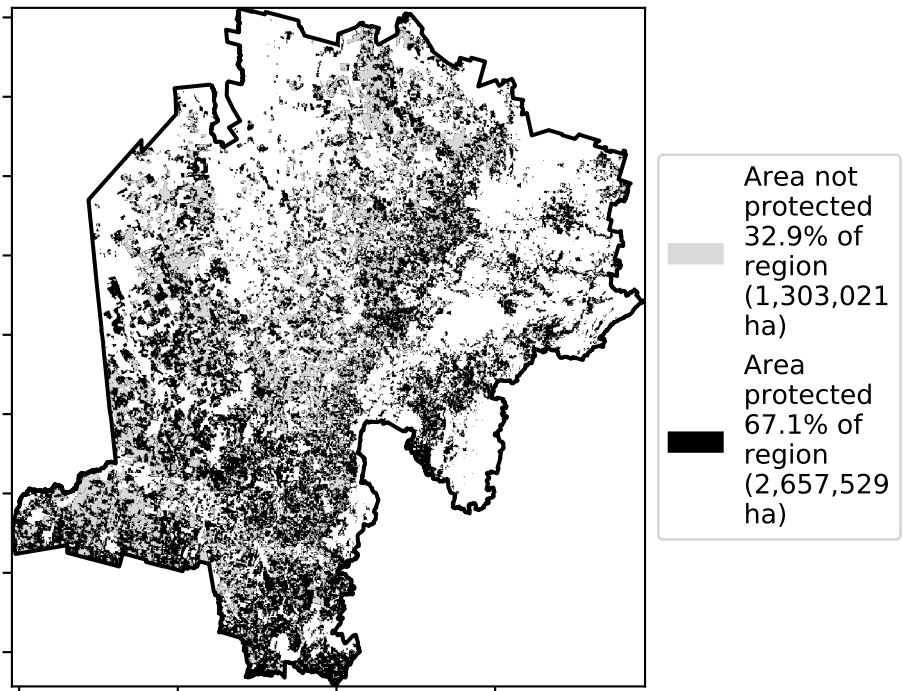 Area not
protected
32.9% of
region
(1,303,021
ha)
Area
protected
67.1% of
region
(2,657,529
ha)